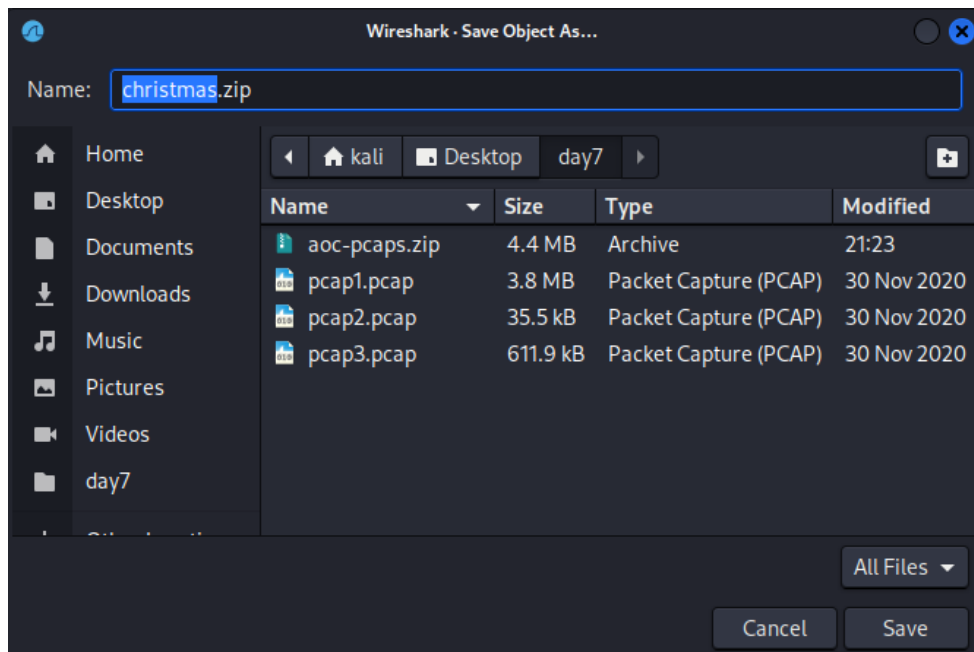 Wireshark · Save Object As...
Name: christmas.zip
Home
Desktop
Documents
Downloads
Music
Pictures
Videos
day7
kali Desktop day7
Name Size Type Modified
aoc-pcaps.zip 4.4 MB Archive 21:23
pcap1.pcap 3.8 MB Packet Capture (PCAP) 30 Nov 2020
pcap2.pcap 35.5 kB Packet Capture (PCAP) 30 Nov 2020
pcap3.pcap 611.9 kB Packet Capture (PCAP) 30 Nov 2020
All Files
Cancel Save